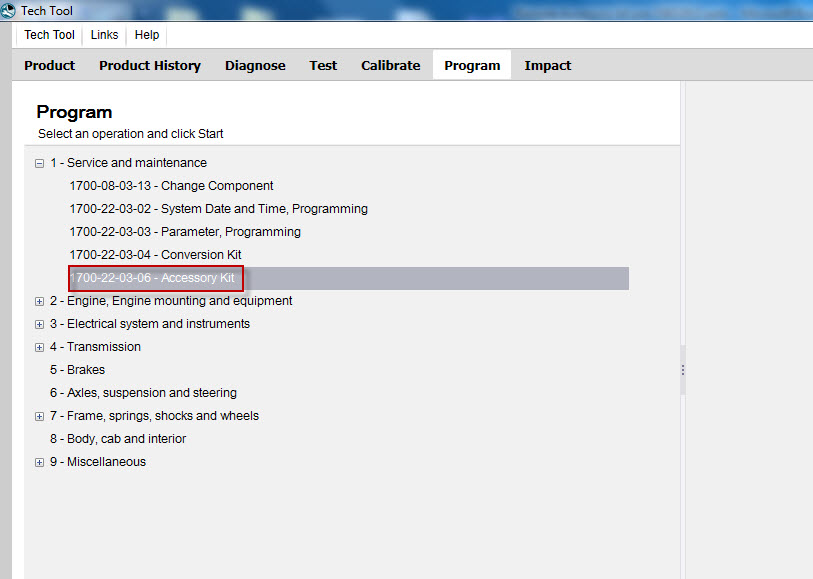 Tech Tool
Tech Tool Links Help
Product Product History Diagnose Test Calibrate Program Impact
Program
Select an operation and click Start
1 - Service and maintenance
1700-08-03-13 - Change Component
1700-22-03-02 - System Date and Time, Programming
1700-22-03-03 - Parameter, Programming
1700-22-03-04 - Conversion Kit
1700-22-03-06 - Accessory Kit
2 - Engine, Engine mounting and equipment
3 - Electrical system and instruments
4 - Transmission
5 - Brakes
6 - Axles, suspension and steering
7 - Frame, springs, shocks and wheels
8 - Body, cab and interior
9 - Miscellaneous